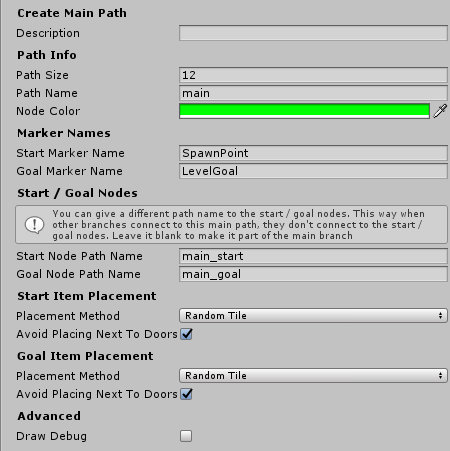 Create Main Path
Description
Path Info
Path Size 12
Path Name main
Node Color
Marker Names
Start Marker Name SpawnPoint
Goal Marker Name LevelGoal
Start / Goal Nodes
You can give a different path name to the start / goal nodes. This way when
other branches connect to this main path, they don't connect to the start /
goal nodes. Leave it blank to make it part of the main branch
Start Node Path Name main_start
Goal Node Path Name main_goal
Start Item Placement
Placement Method Random Tile
Avoid Placing Next To Doors
Goal Item Placement
Placement Method Random Tile
Avoid Placing Next To Doors
Advanced
Draw Debug